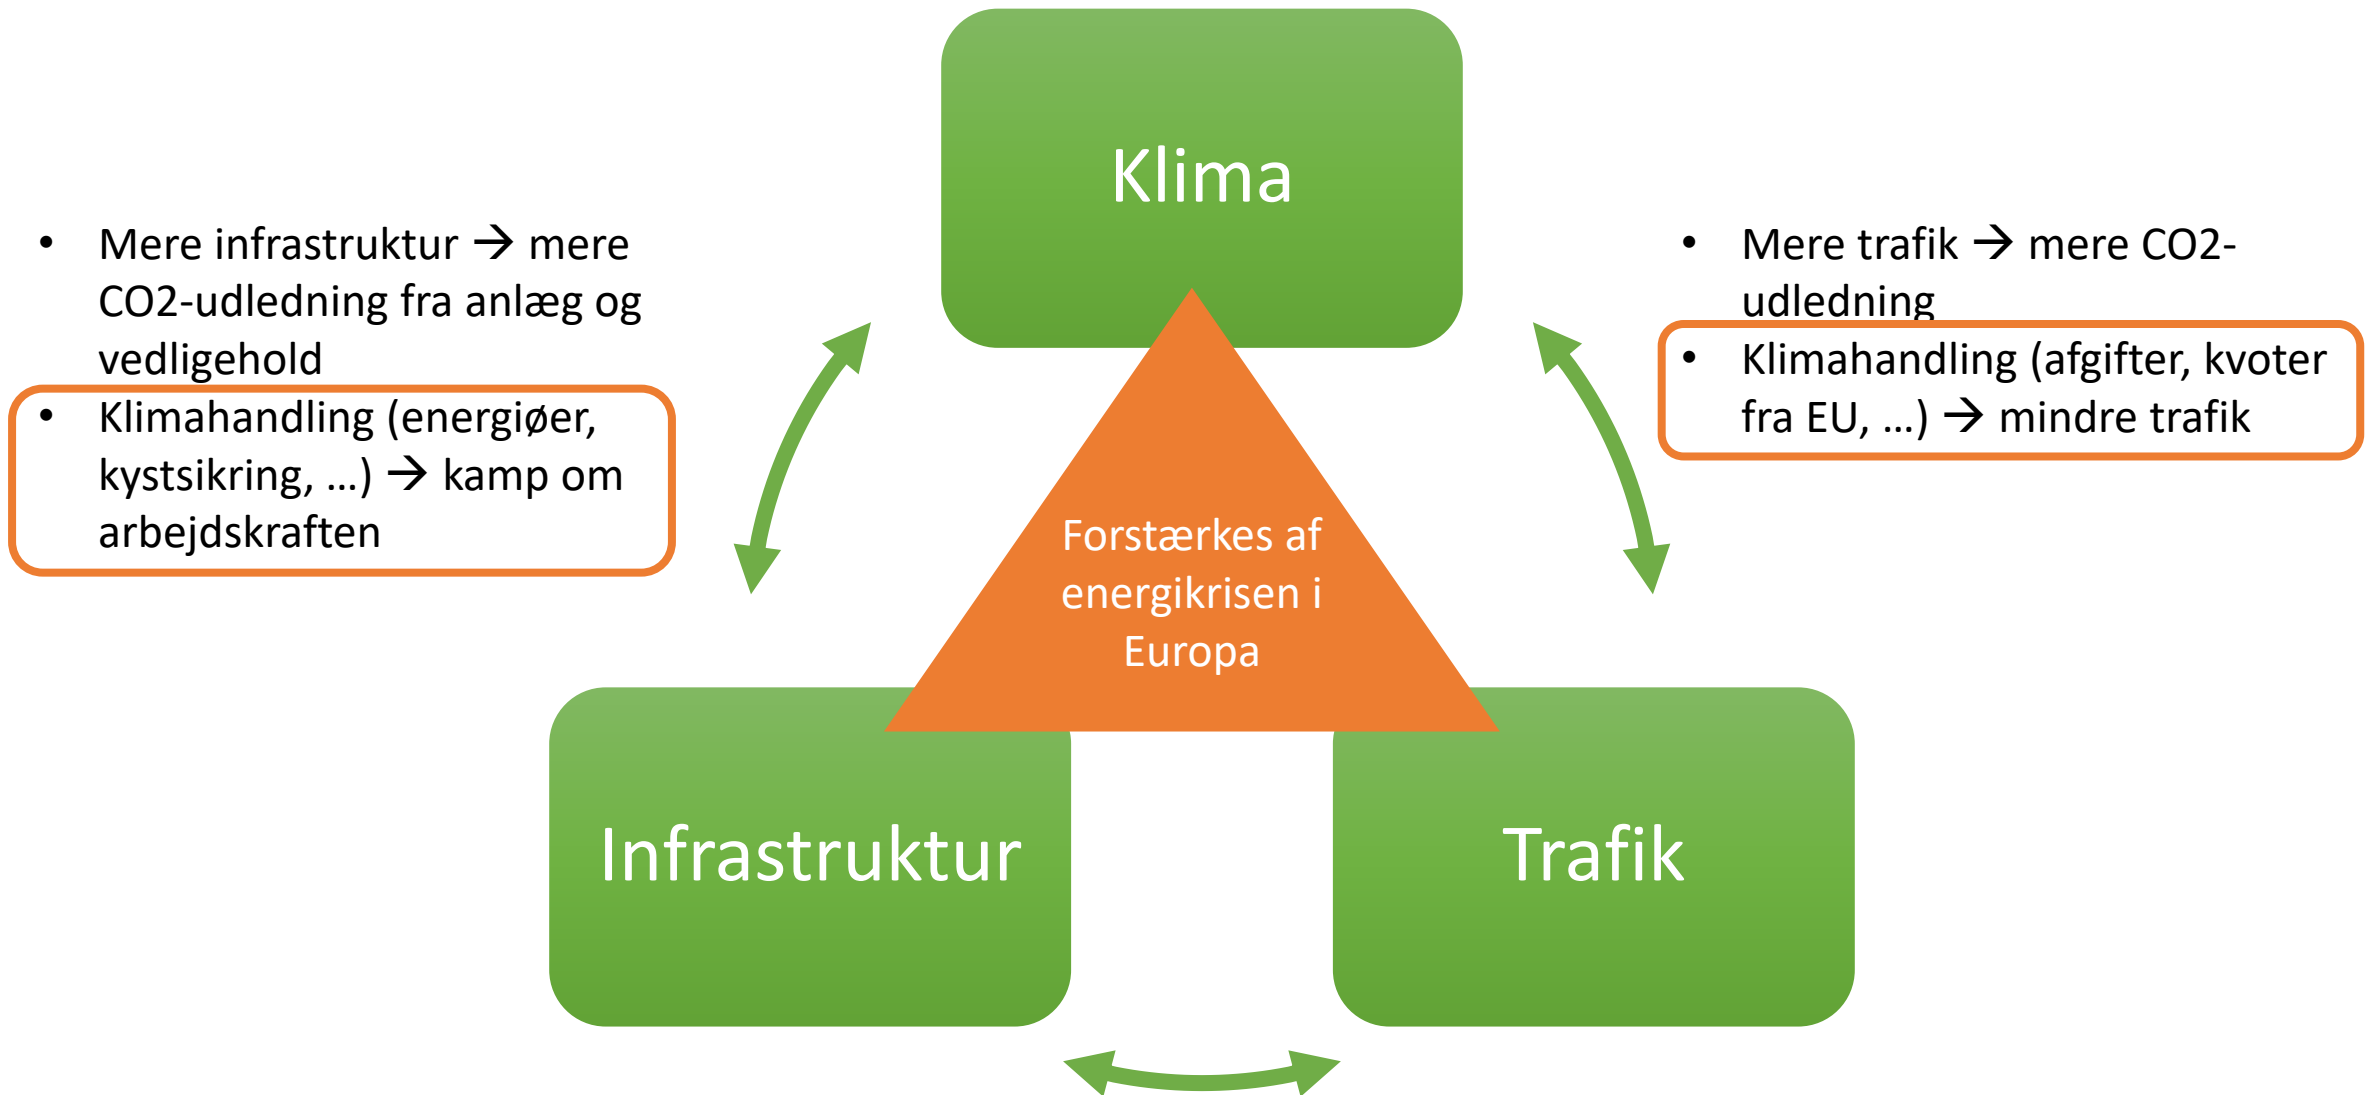 Klima
• Mere infrastruktur → mere
CO2-udledning fra anlæg og
vedligehold
• Klimahandling (energiøer,
kystsikring, …) → kamp om
arbejdskraften
• Mere trafik → mere CO2-
udledning
• Klimahandling (afgifter, kvoter
fra EU, …) → mindre trafik
Forstærkes af
energikrisen i
Europa
Infrastruktur
Trafik